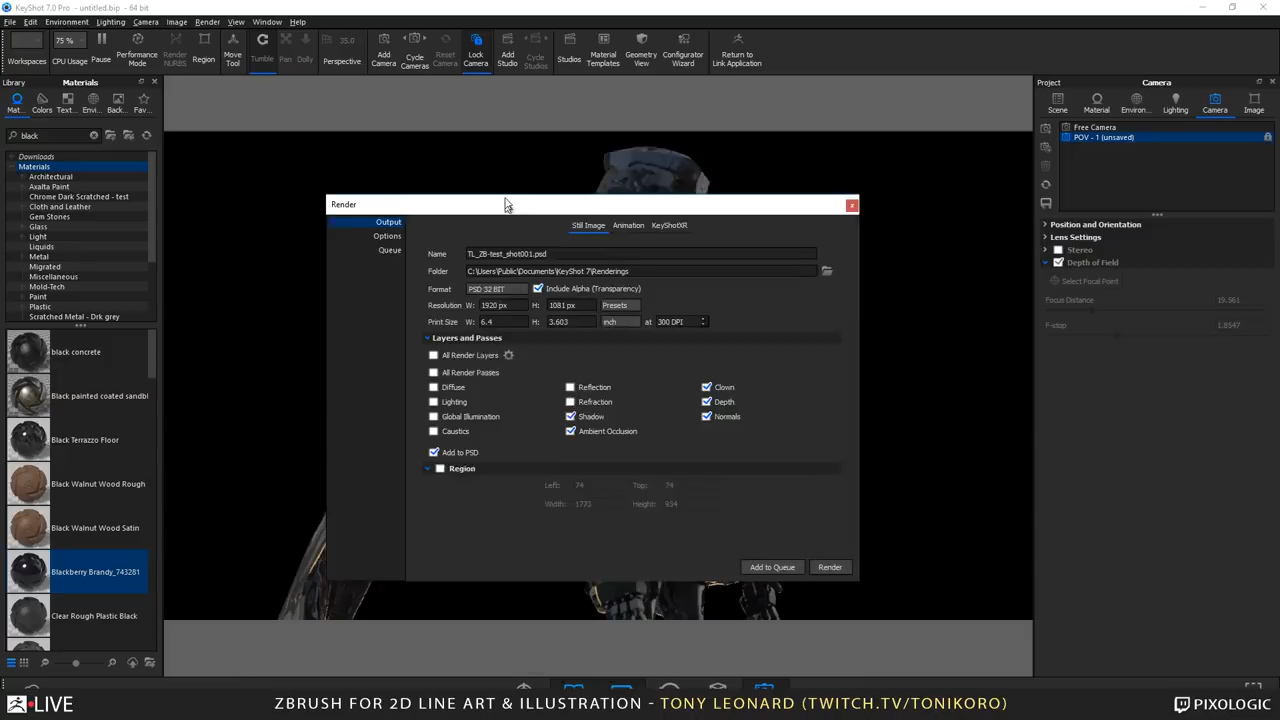 KeyShot 7.0 Pro - untitled.bip - 64 bit
File Edit Environment Lighting Camera Image Render View Window Help
75 %
35.0
Workspaces CPU Usage Pause Performance Mode Render NURBS Region Move Tool Tumble Pan Dolly Perspective Add Camera Cycle Cameras Reset Camera Lock Camera Add Studio Cycle Studios Studios Material Templates Geometry View Configurator Wizard Return to Link Application
Library Materials
Mat... Colors Text... Envi... Back... Fav...
black
Downloads
Materials
Architectural
Axalta Paint
Chrome Dark Scratched - test
Cloth and Leather
Gem Stones
Glass
Light
Liquids
Metal
Migrated
Miscellaneous
Mold-Tech
Paint
Plastic
Scratched Metal - Drk grey
black concrete
Black painted coated sandbl
Black Terrazzo Floor
Black Walnut Wood Rough
Black Walnut Wood Satin
Blackberry Brandy_743281
Clear Rough Plastic Black
Render
Output
Options
Queue
Still Image Animation KeyShotXR
Name TL_ZB-test_shot001.psd
Folder C:\Users\Public\Documents\KeyShot 7\Renderings
Format PSD 32 BIT Include Alpha (Transparency)
Resolution W: 1920 px H: 1081 px Presets
Print Size W: 6.4 H: 3.603 inch at 300 DPI
Layers and Passes
All Render Layers
All Render Passes
Diffuse Reflection Clown
Lighting Refraction Depth
Global Illumination Shadow Normals
Caustics Ambient Occlusion
Add to PSD
Region
Left: 74 Top: 74
Width: 1773 Height: 934
Add to Queue Render
Project Camera
Scene Material Environ... Lighting Camera Image
Free Camera
POV - 1 (unsaved)
Position and Orientation
Lens Settings
Stereo
Depth of Field
Select Focal Point
Focus Distance 19.561
F-stop 1.8547
LIVE
ZBRUSH FOR 2D LINE ART & ILLUSTRATION - TONY LEONARD (TWITCH.TV/TONIKORO)
PIXOLOGIC